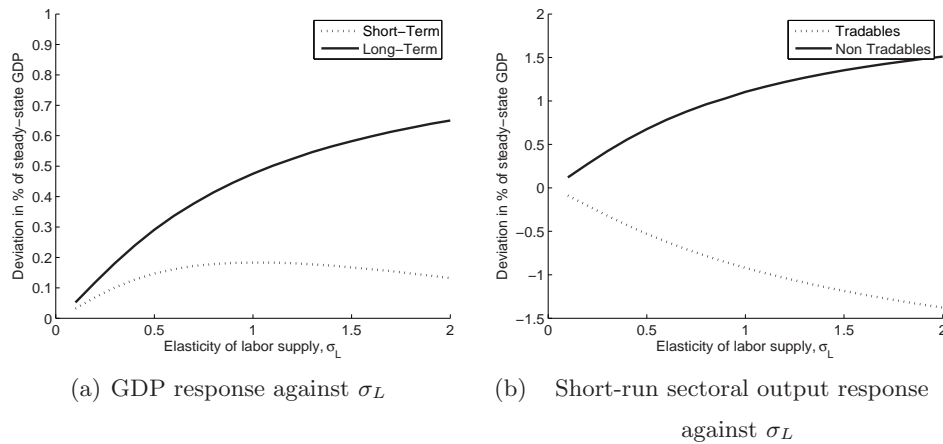 1
0.9
0.8
0.7
0.6
0.5
0.4
0.3
0.2
0.1
0
Deviation in % of steady−state GDP
Short−Term
Long−Term
0 0.5 1 1.5 2
Elasticity of labor supply, σL
(a) GDP response against σL
2
1.5
1
0.5
0
−0.5
−1
−1.5
Deviation in % of steady−state GDP
Tradables
Non Tradables
0 0.5 1 1.5 2
Elasticity of labor supply, σL
(b) Short-run sectoral output response
against σL